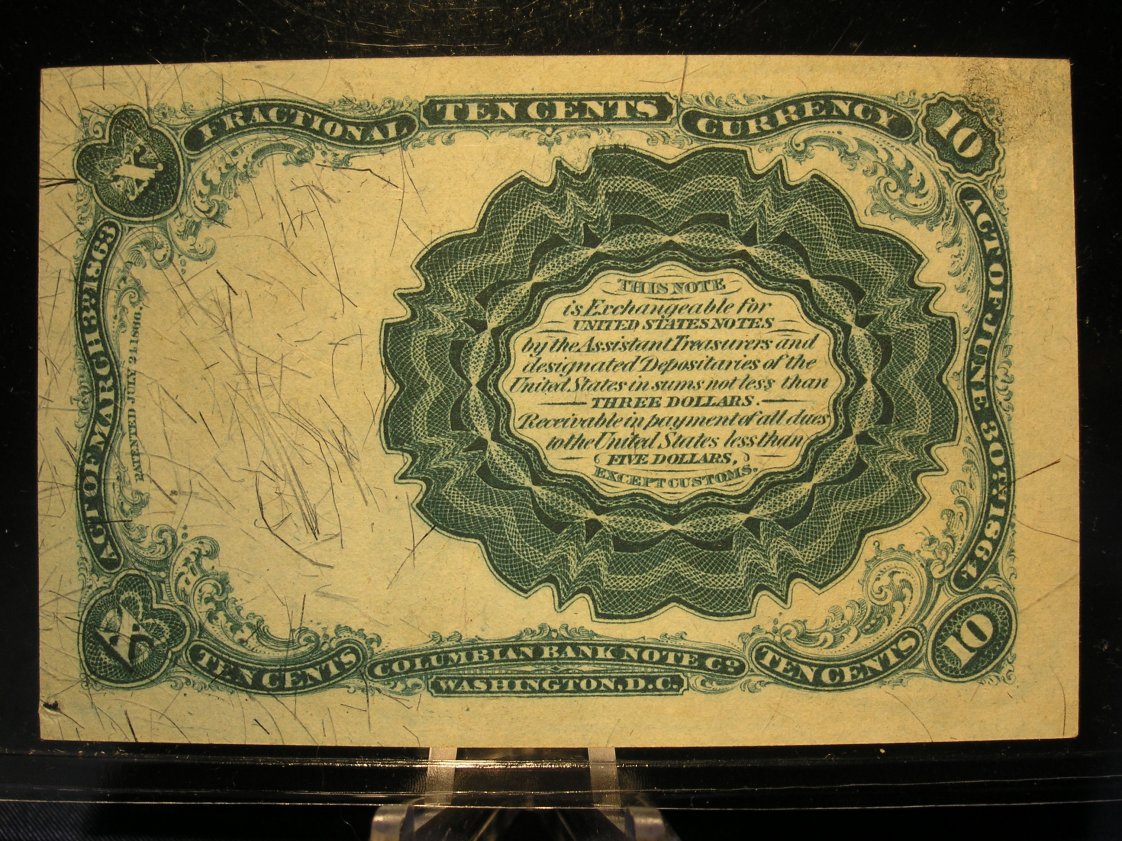 FRACTIONAL TEN CENTS CURRENCY
X
10
ACT OF MARCH 3D 1863
PATENTED JULY 24 1866.
THIS NOTE
is Exchangeable for
UNITED STATES NOTES
by the Assistant Treasurers and
designated Depositaries of the
United States in sums not less than
THREE DOLLARS.
Receivable in payment of all dues
to the United States less than
FIVE DOLLARS,
EXCEPT CUSTOMS.
ACT OF JUNE 30TH 1864
X
10
TEN CENTS COLUMBIAN BANK NOTE CO. TEN CENTS
WASHINGTON, D.C.